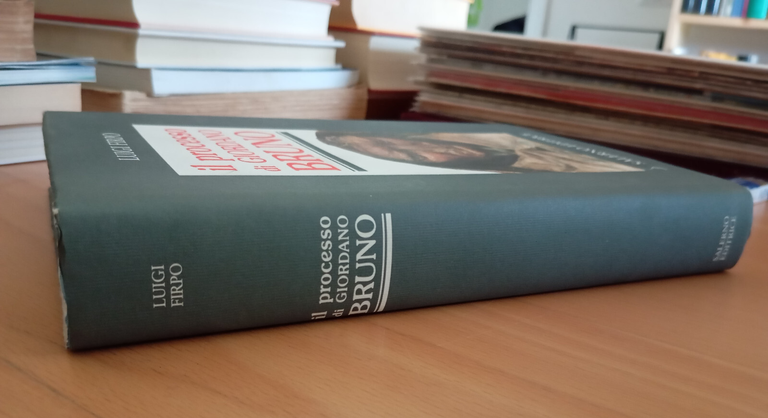 LUIGI FIRPO
il processo
di GIORDANO
BRUNO
LUIGI
FIRPO
il processo
di GIORDANO
BRUNO
SALERNO
EDITRICE